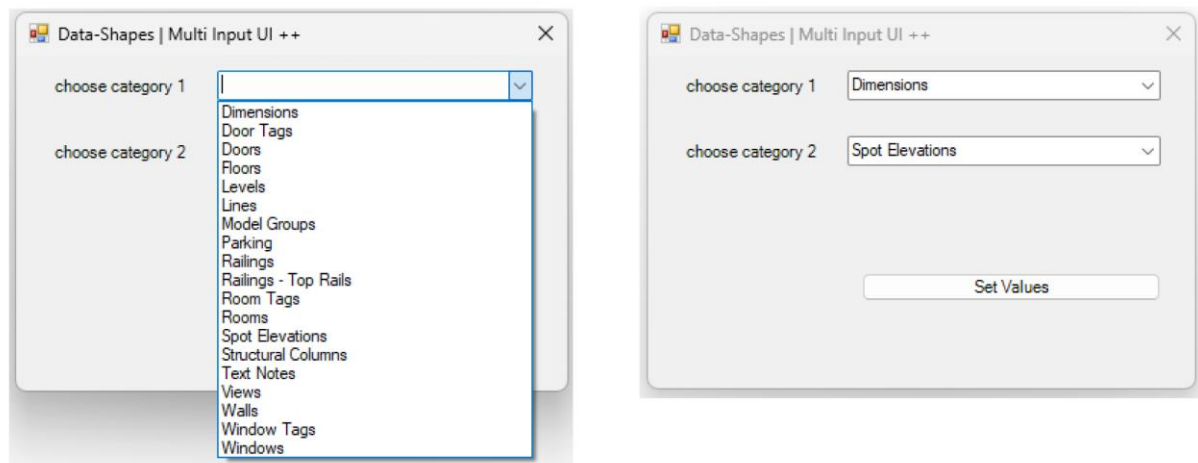 Data-Shapes | Multi Input UI ++
choose category 1
Dimensions
Door Tags
Doors
Floors
Levels
Lines
Model Groups
Parking
Railings
Railings - Top Rails
Room Tags
Rooms
Spot Elevations
Structural Columns
Text Notes
Views
Walls
Window Tags
Windows
choose category 2
Data-Shapes | Multi Input UI ++
choose category 1 Dimensions
choose category 2 Spot Elevations
Set Values